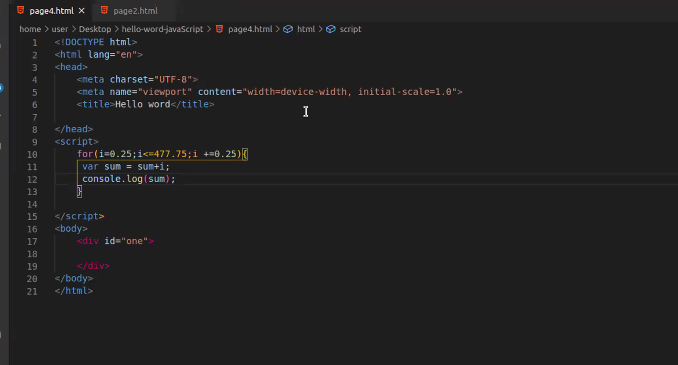 page4.html × page2.html
home > user > Desktop > hello-word-javaScript > page4.html > html > script
1 <!DOCTYPE html>
2 <html lang="en">
3 <head>
4 <meta charset="UTF-8">
5 <meta name="viewport" content="width=device-width, initial-scale=1.0">
6 <title>Hello word</title>
7
8 </head>
9 <script>
10 for(i=0.25;i<=477.75;i +=0.25){
11 var sum = sum+i;
12 console.log(sum);
13 }
14
15 </script>
16 <body>
17 <div id="one">
18
19 </div>
20 </body>
21 </html>